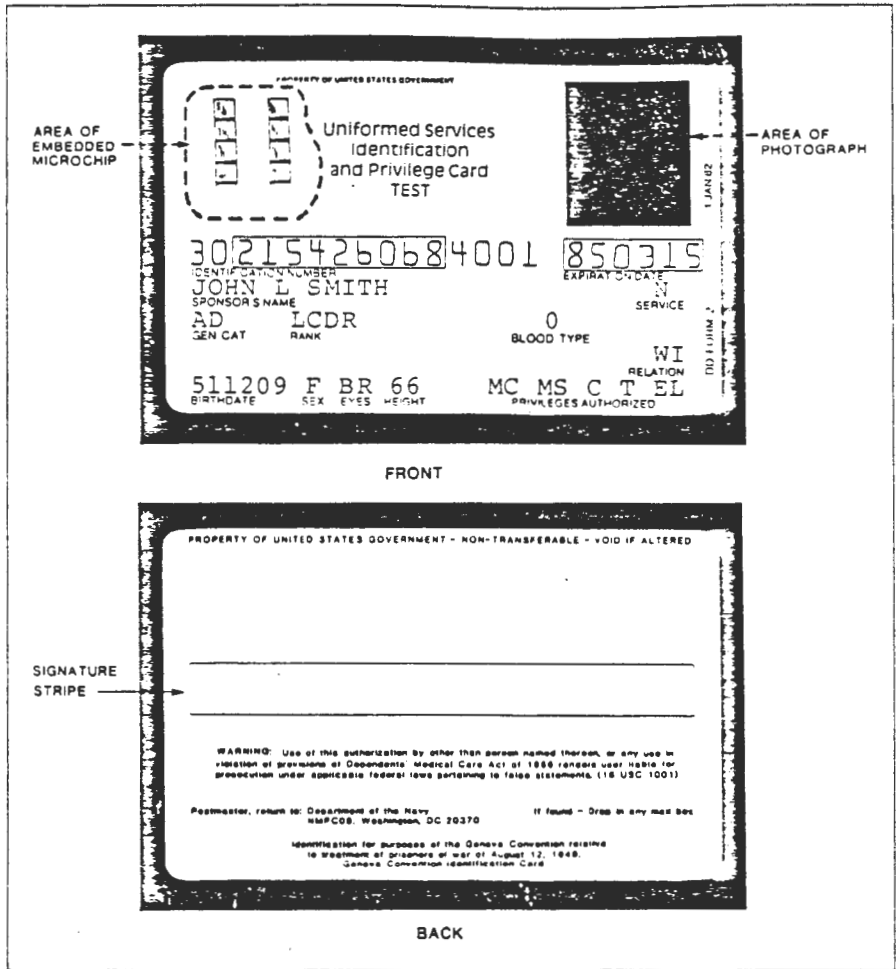 PROPERTY OF UNITED STATES GOVERNMENT
AREA OF
EMBEDDED
MICROCHIP
Uniformed Services
Identification
and Privilege Card
TEST
AREA OF
PHOTOGRAPH
1 JAN 82
30 215426068 4001 850315
IDENTIFICATION NUMBER EXPIRATION DATE
JOHN L SMITH N
SPONSOR'S NAME SERVICE
AD LCDR O
GEN CAT RANK BLOOD TYPE
DD FORM 2
WI
RELATION
511209 F BR 66 MC MS C T EL
BIRTHDATE SEX EYES HEIGHT PRIVILEGES AUTHORIZED
FRONT
PROPERTY OF UNITED STATES GOVERNMENT - NON-TRANSFERABLE - VOID IF ALTERED
SIGNATURE
STRIPE
WARNING: Use of this authorization by other than person named thereon, or any use in
violation of provisions of Dependents' Medical Care Act of 1956 renders user liable for
prosecution under applicable federal laws pertaining to false statements. (18 USC 1001)
Postmaster, return to: Department of the Navy If found - Drop in any mail box
NMPC08, Washington, DC 20370
Identification for purposes of the Geneva Convention relative
to treatment of prisoners of war of August 12, 1949.
Geneva Convention Identification Card
BACK